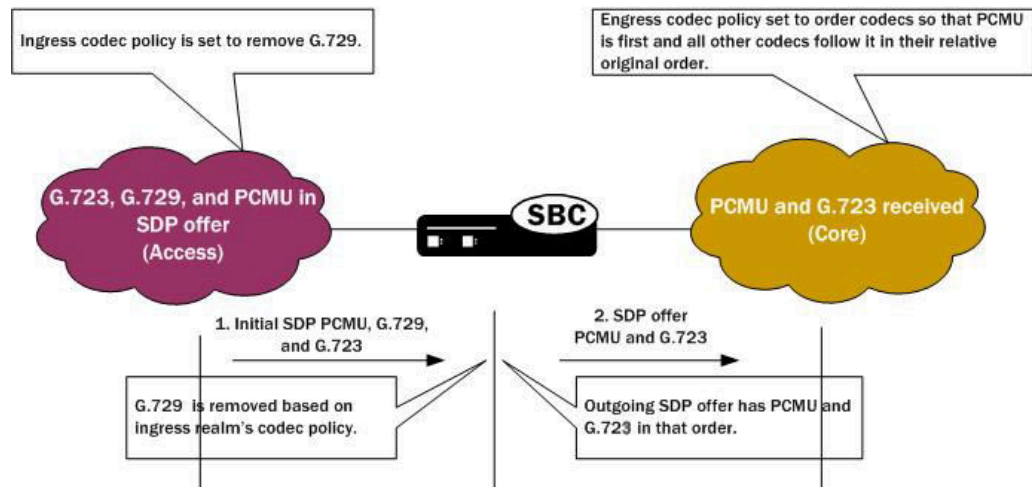 Ingress codec policy is set to remove G.729.
Engress codec policy set to order codecs so that PCMU
is first and all other codecs follow it in their relative
original order.
G.723, G.729, and PCMU in
SDP offer
(Access)
SBC
PCMU and G.723 received
(Core)
1. Initial SDP PCMU, G.729,
and G.723
2. SDP offer
PCMU and G.723
G.729 is removed based on
ingress realm's codec policy.
Outgoing SDP offer has PCMU and
G.723 in that order.